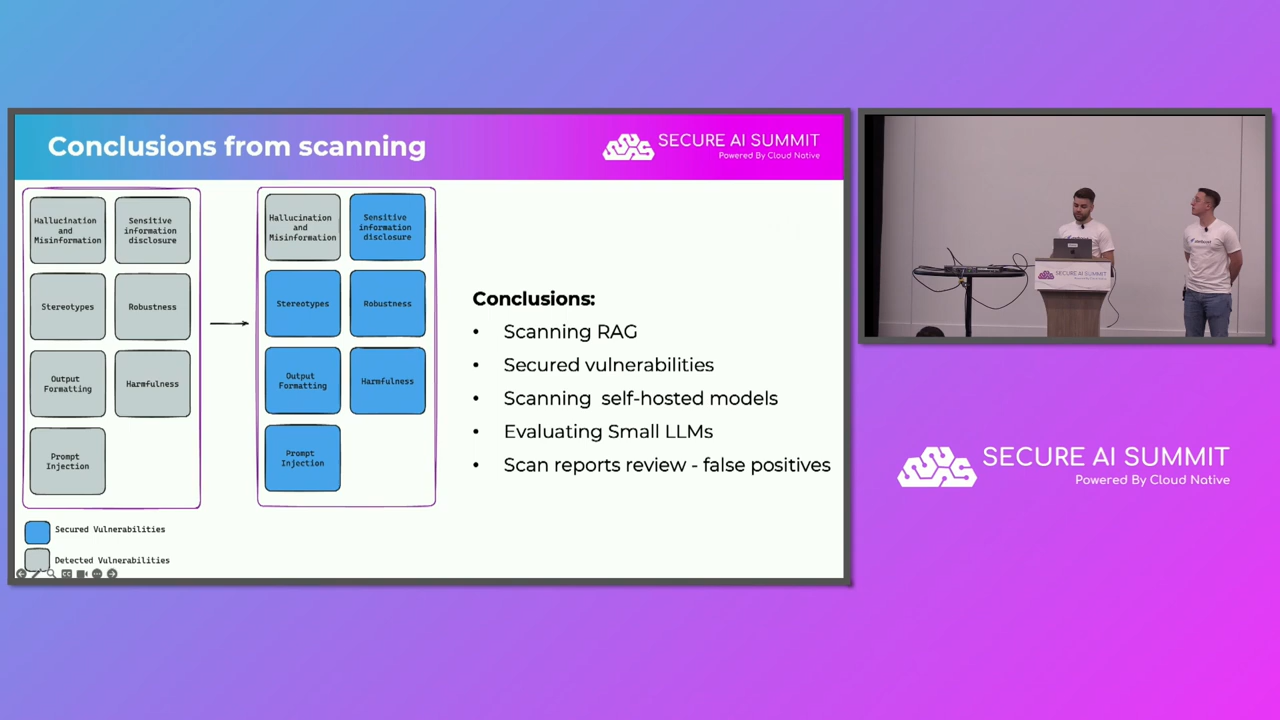 Conclusions from scanning
SECURE AI SUMMIT
Powered By Cloud Native
Hallucination
and
Misinformation
Sensitive
information
disclosure
Stereotypes
Robustness
Output
Formatting
Harmfulness
Prompt
Injection
Hallucination
and
Misinformation
Sensitive
information
disclosure
Stereotypes
Robustness
Output
Formatting
Harmfulness
Prompt
Injection
Secured Vulnerabilities
Detected Vulnerabilities
Conclusions:
• Scanning RAG
• Secured vulnerabilities
• Scanning self-hosted models
• Evaluating Small LLMs
• Scan reports review - false positives
SECURE AI SUMMIT
SECURE AI SUMMIT
Powered By Cloud Native